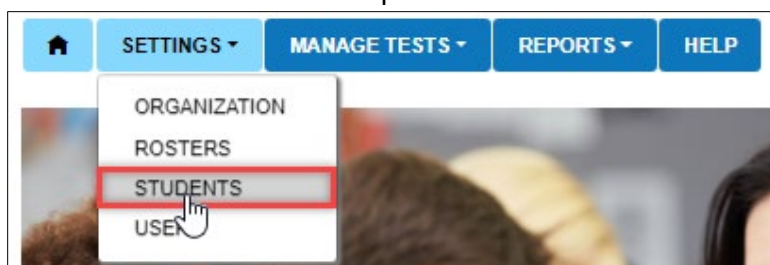 SETTINGS MANAGE TESTS REPORTS HELP
ORGANIZATION
ROSTERS
STUDENTS